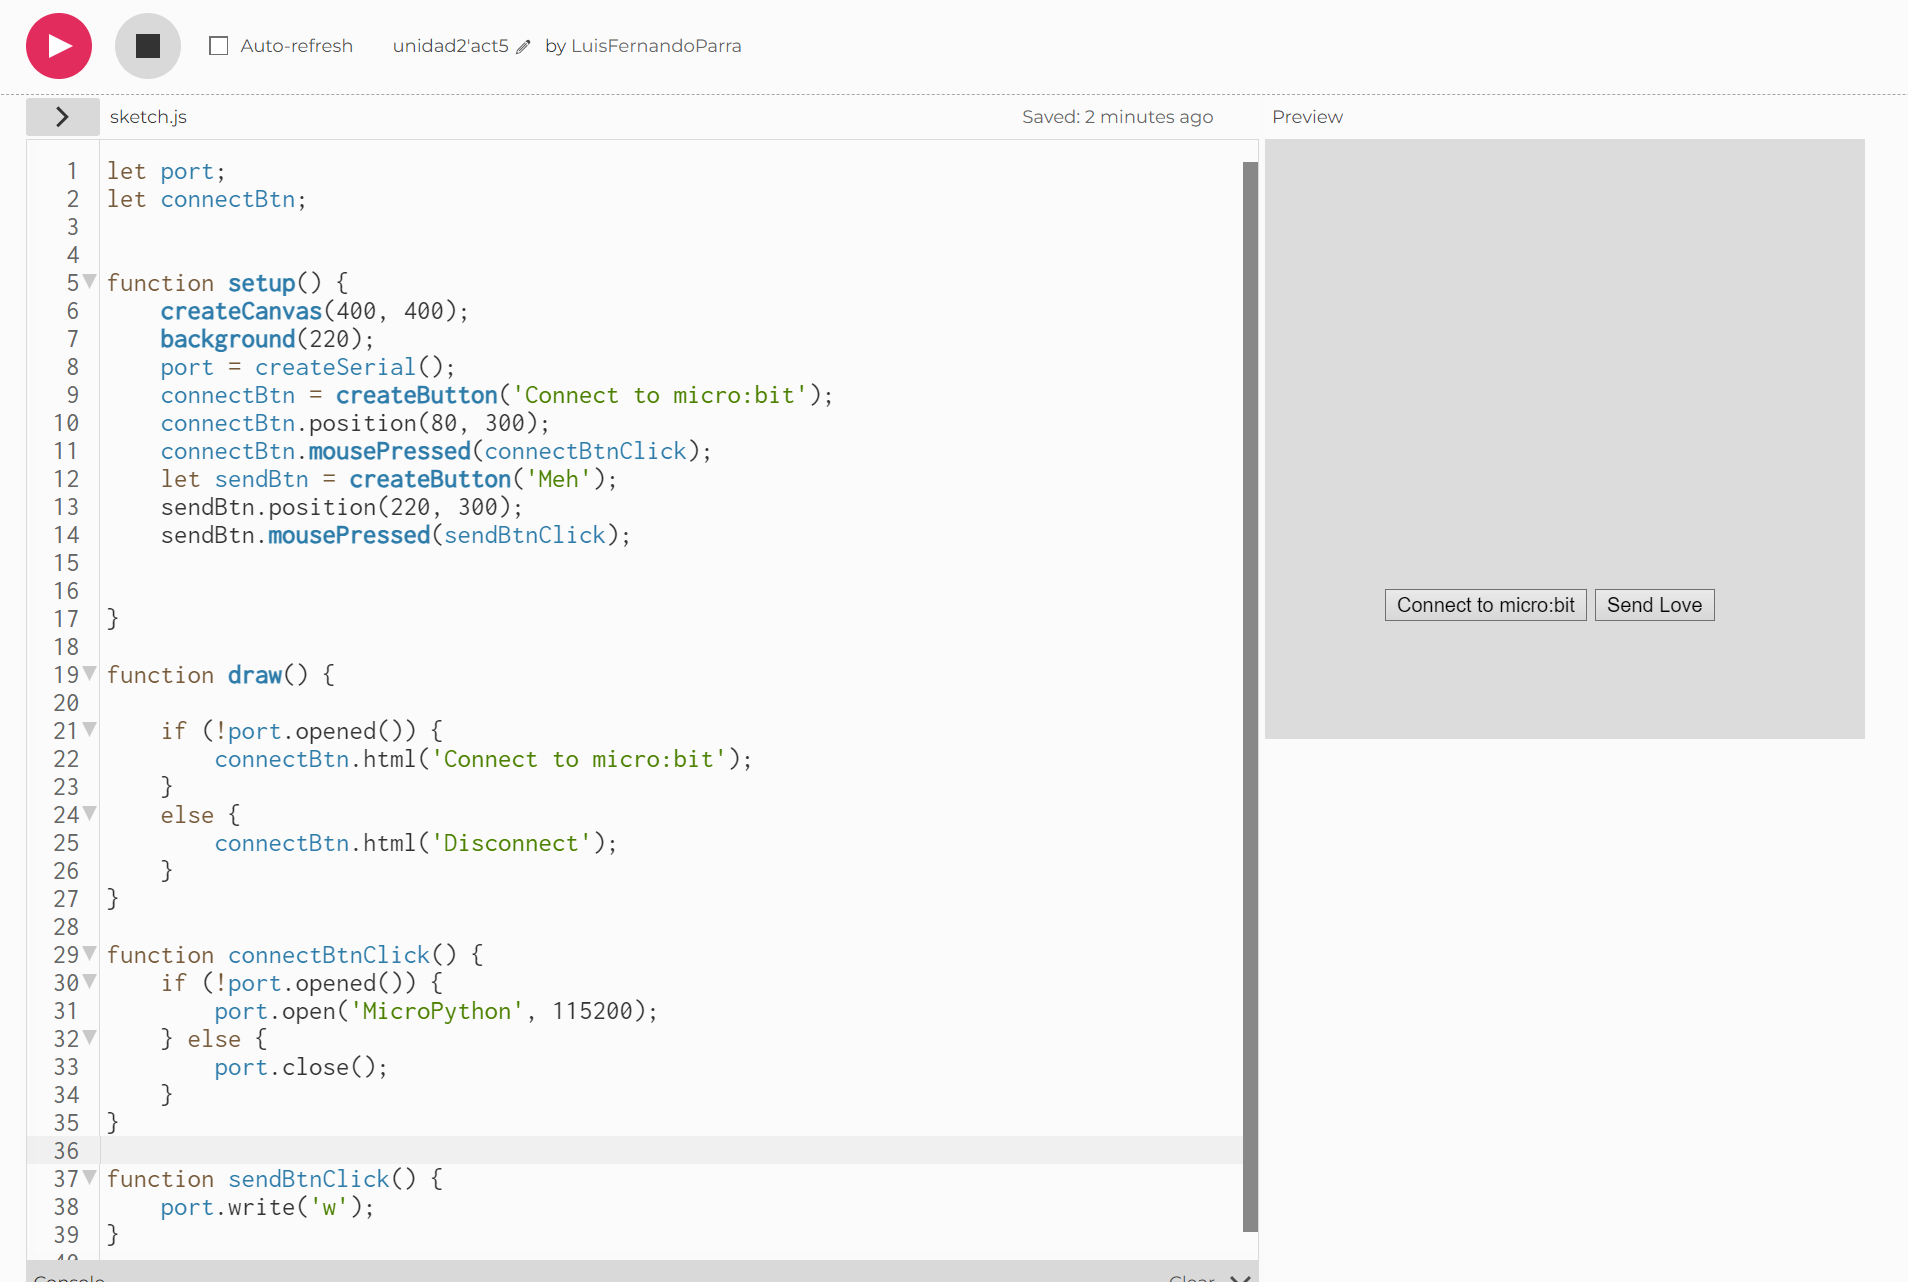 Auto-refresh unidad2'act5 by LuisFernandoParra
sketch.js Saved: 2 minutes ago Preview
1 let port;
2 let connectBtn;
3
4
5 function setup() {
6     createCanvas(400, 400);
7     background(220);
8     port = createSerial();
9     connectBtn = createButton('Connect to micro:bit');
10     connectBtn.position(80, 300);
11     connectBtn.mousePressed(connectBtnClick);
12     let sendBtn = createButton('Meh');
13     sendBtn.position(220, 300);
14     sendBtn.mousePressed(sendBtnClick);
15
16
17 }
18
19 function draw() {
20
21     if (!port.opened()) {
22         connectBtn.html('Connect to micro:bit');
23     }
24     else {
25         connectBtn.html('Disconnect');
26     }
27 }
28
29 function connectBtnClick() {
30     if (!port.opened()) {
31         port.open('MicroPython', 115200);
32     } else {
33         port.close();
34     }
35 }
36
37 function sendBtnClick() {
38     port.write('w');
39 }
40
Console Clear
Connect to micro:bit Send Love